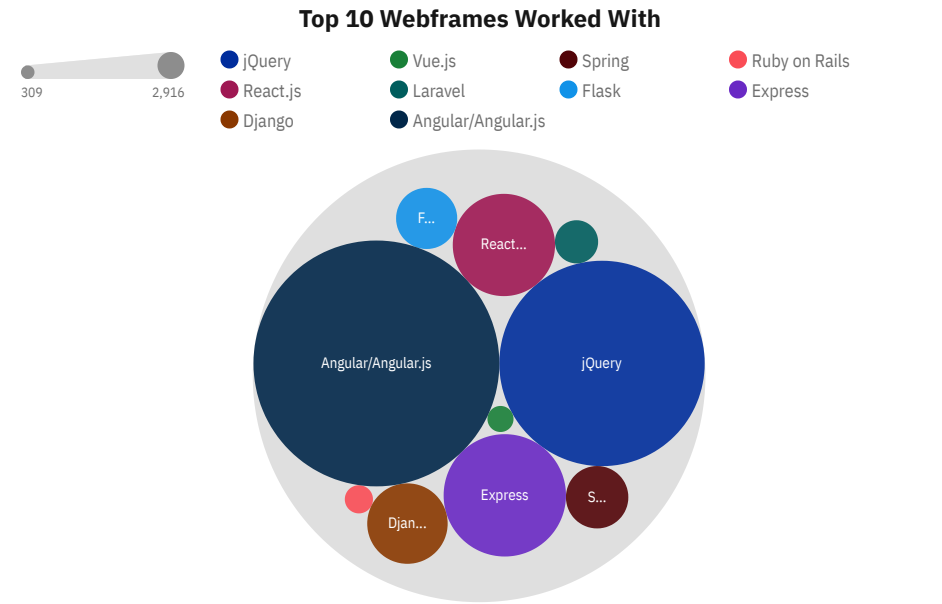 Top 10 Webframes Worked With
309 2,916
jQuery Vue.js Spring Ruby on Rails
React.js Laravel Flask Express
Django Angular/Angular.js
F...
React...
Angular/Angular.js jQuery
Express S...
Djan...